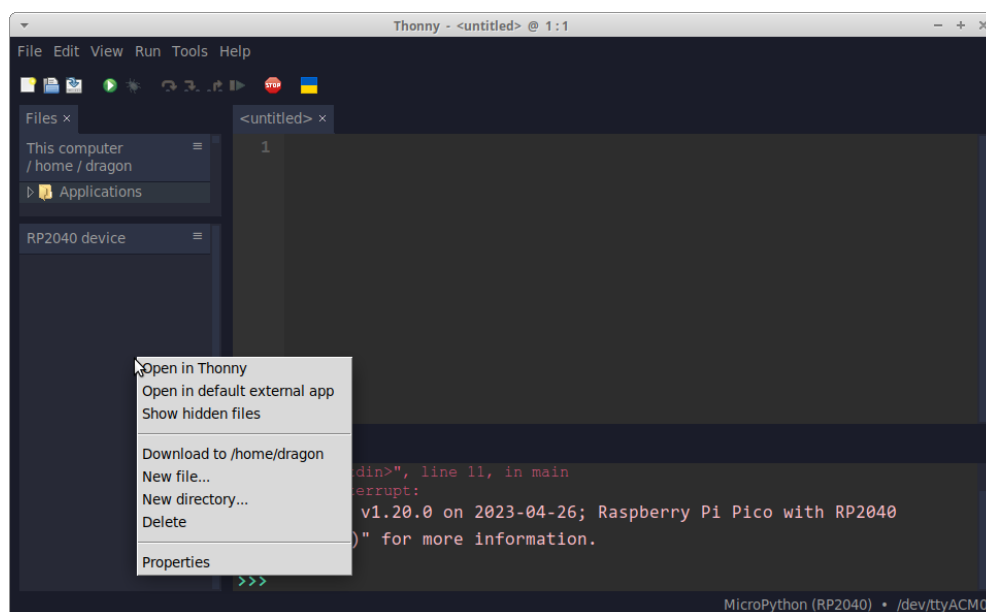 Thonny - <untitled> @ 1:1
File Edit View Run Tools Help
STOP
Files ×
<untitled> ×
This computer
/ home / dragon
1
Applications
RP2040 device
Open in Thonny
Open in default external app
Show hidden files
Download to /home/dragon
New file...
New directory...
Delete
Properties
din>", line 11, in main
errupt:
v1.20.0 on 2023-04-26; Raspberry Pi Pico with RP2040
)" for more information.
>>>
MicroPython (RP2040) • /dev/ttyACM0